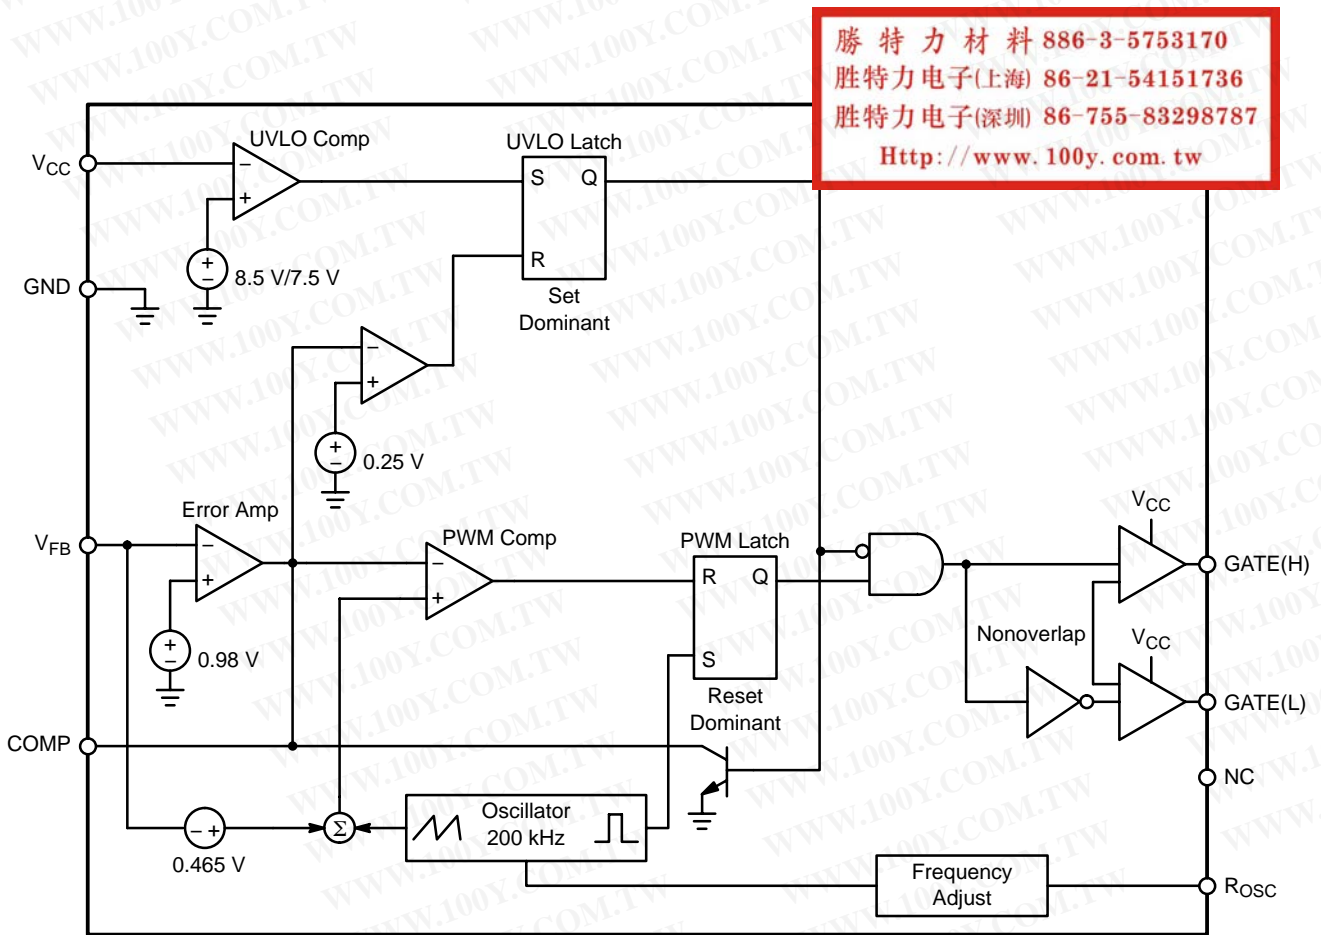 勝 特 力 材 料 886-3-5753170
胜特力电子(上海) 86-21-54151736
胜特力电子(深圳) 86-755-83298787
Http://www.100y.com.tw
UVLO Comp
UVLO Latch
VCC
−
+
S
Q
R
8.5 V/7.5 V
GND
Set
Dominant
−
+
0.25 V
Error Amp
PWM Comp
PWM Latch
VCC
VFB
−
+
−
+
R
Q
S
GATE(H)
0.98 V
Nonoverlap
VCC
Reset
Dominant
GATE(L)
COMP
NC
Oscillator
200 kHz
Σ
− +
0.465 V
Frequency
Adjust
ROSC
WWW.100Y.COM.TW